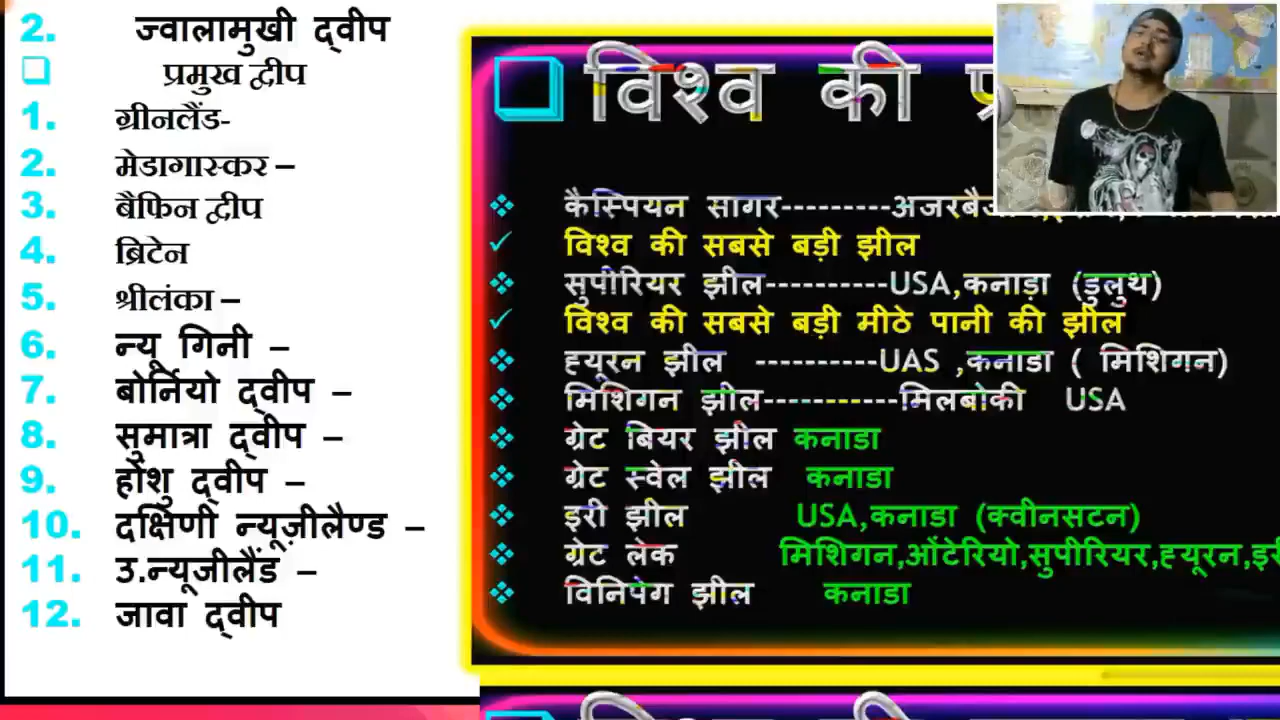 2. ज्वालामुखी द्वीप
प्रमुख द्वीप
1. ग्रीनलैंड-
2. मेडागास्कर –
3. बैफिन द्वीप
4. ब्रिटेन
5. श्रीलंका –
6. न्यू गिनी –
7. बोर्नियो द्वीप –
8. सुमात्रा द्वीप –
9. होंशु द्वीप –
10. दक्षिणी न्यूज़ीलैण्ड –
11. उ.न्यूजीलैंड –
12. जावा द्वीप
विश्व की
कैस्पियन सागर---------
विश्व की सबसे बड़ी झील
सुपीरियर झील----------USA,कनाड़ा (डुलुथ)
विश्व की सबसे बड़ी मीठे पानी की झील
ह्यूरन झील ----------UAS ,कनाडा ( मिशिगन)
मिशिगन झील-----------मिलबोकी USA
ग्रेट बियर झील कनाडा
ग्रेट स्वेल झील कनाडा
इरी झील USA,कनाडा (क्वीनसटन)
ग्रेट लेक मिशिगन,ओंटेरियो,सुपीरियर,ह्यूरन,इरी
विनिपेग झील कनाडा